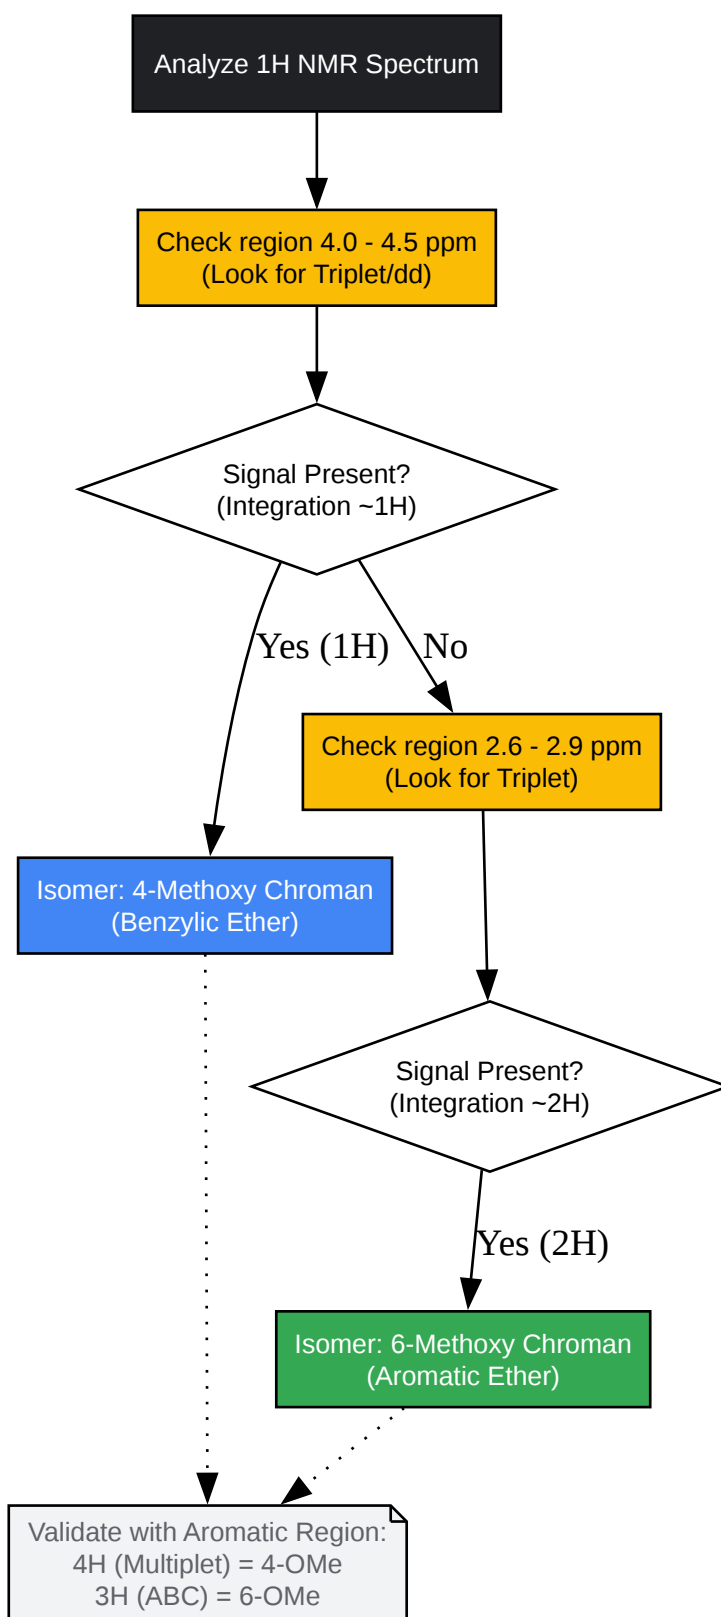 Analyze 1H NMR Spectrum
Check region 4.0 - 4.5 ppm
(Look for Triplet/dd)
Signal Present?
(Integration ~1H)
Yes (1H)
No
Check region 2.6 - 2.9 ppm
(Look for Triplet)
Isomer: 4-Methoxy Chroman
(Benzylic Ether)
Signal Present?
(Integration ~2H)
Yes (2H)
Isomer: 6-Methoxy Chroman
(Aromatic Ether)
Validate with Aromatic Region:
4H (Multiplet) = 4-OMe
3H (ABC) = 6-OMe